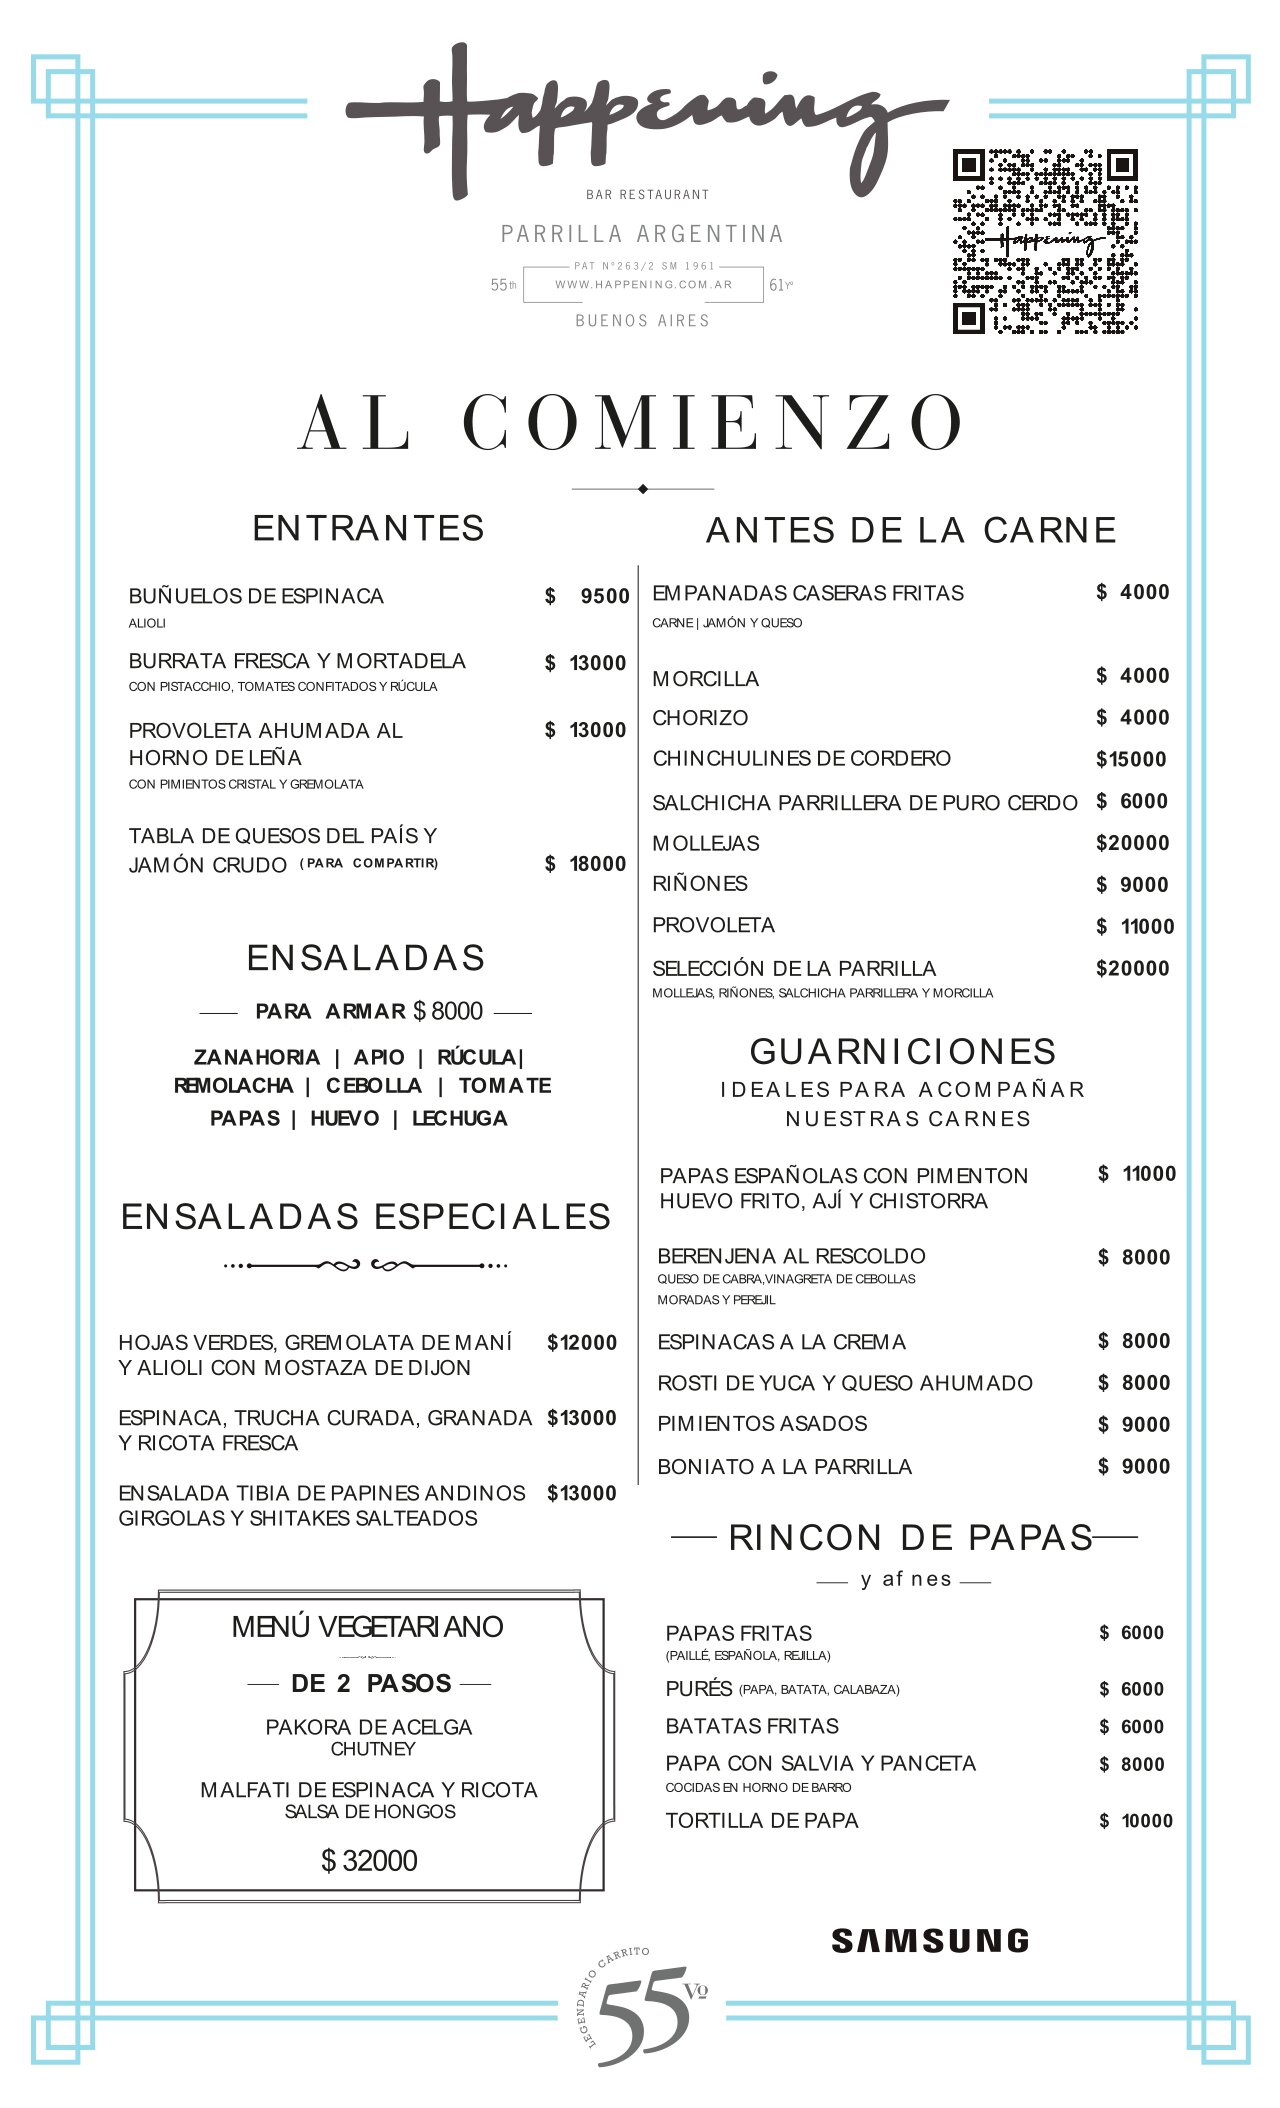 Happening
BAR RESTAURANT
PARRILLA ARGENTINA
PAT N°263/2 SM 1961
55th
WWW.HAPPENING.COM.AR
61Yº
BUENOS AIRES
Happening
AL COMIENZO
ENTRANTES
BUÑUELOS DE ESPINACA $ 9500
ALIOLI
BURRATA FRESCA Y MORTADELA $ 13000
CON PISTACCHIO, TOMATES CONFITADOS Y RÚCULA
PROVOLETA AHUMADA AL $ 13000
HORNO DE LEÑA
CON PIMIENTOS CRISTAL Y GREMOLATA
TABLA DE QUESOS DEL PAÍS Y
JAMÓN CRUDO (PARA COMPARTIR) $ 18000
ENSALADAS
PARA ARMAR $ 8000
ZANAHORIA | APIO | RÚCULA|
REMOLACHA | CEBOLLA | TOMATE
PAPAS | HUEVO | LECHUGA
ENSALADAS ESPECIALES
HOJAS VERDES, GREMOLATA DE MANÍ $12000
Y ALIOLI CON MOSTAZA DE DIJON
ESPINACA, TRUCHA CURADA, GRANADA $13000
Y RICOTA FRESCA
ENSALADA TIBIA DE PAPINES ANDINOS $13000
GIRGOLAS Y SHITAKES SALTEADOS
MENÚ VEGETARIANO
DE 2 PASOS
PAKORA DE ACELGA
CHUTNEY
MALFATI DE ESPINACA Y RICOTA
SALSA DE HONGOS
$ 32000
ANTES DE LA CARNE
EMPANADAS CASERAS FRITAS $ 4000
CARNE | JAMÓN Y QUESO
MORCILLA $ 4000
CHORIZO $ 4000
CHINCHULINES DE CORDERO $15000
SALCHICHA PARRILLERA DE PURO CERDO $ 6000
MOLLEJAS $20000
RIÑONES $ 9000
PROVOLETA $ 11000
SELECCIÓN DE LA PARRILLA $20000
MOLLEJAS, RIÑONES, SALCHICHA PARRILLERA Y MORCILLA
GUARNICIONES
IDEALES PARA ACOMPAÑAR
NUESTRAS CARNES
PAPAS ESPAÑOLAS CON PIMENTON $ 11000
HUEVO FRITO, AJÍ Y CHISTORRA
BERENJENA AL RESCOLDO $ 8000
QUESO DE CABRA,VINAGRETA DE CEBOLLAS
MORADAS Y PEREJIL
ESPINACAS A LA CREMA $ 8000
ROSTI DE YUCA Y QUESO AHUMADO $ 8000
PIMIENTOS ASADOS $ 9000
BONIATO A LA PARRILLA $ 9000
RINCON DE PAPAS
y af nes
PAPAS FRITAS $ 6000
(PAILLÉ, ESPAÑOLA, REJILLA)
PURÉS (PAPA, BATATA, CALABAZA) $ 6000
BATATAS FRITAS $ 6000
PAPA CON SALVIA Y PANCETA $ 8000
COCIDAS EN HORNO DE BARRO
TORTILLA DE PAPA $ 10000
SAMSUNG
LEGENDARIO CARRITO
55Vo